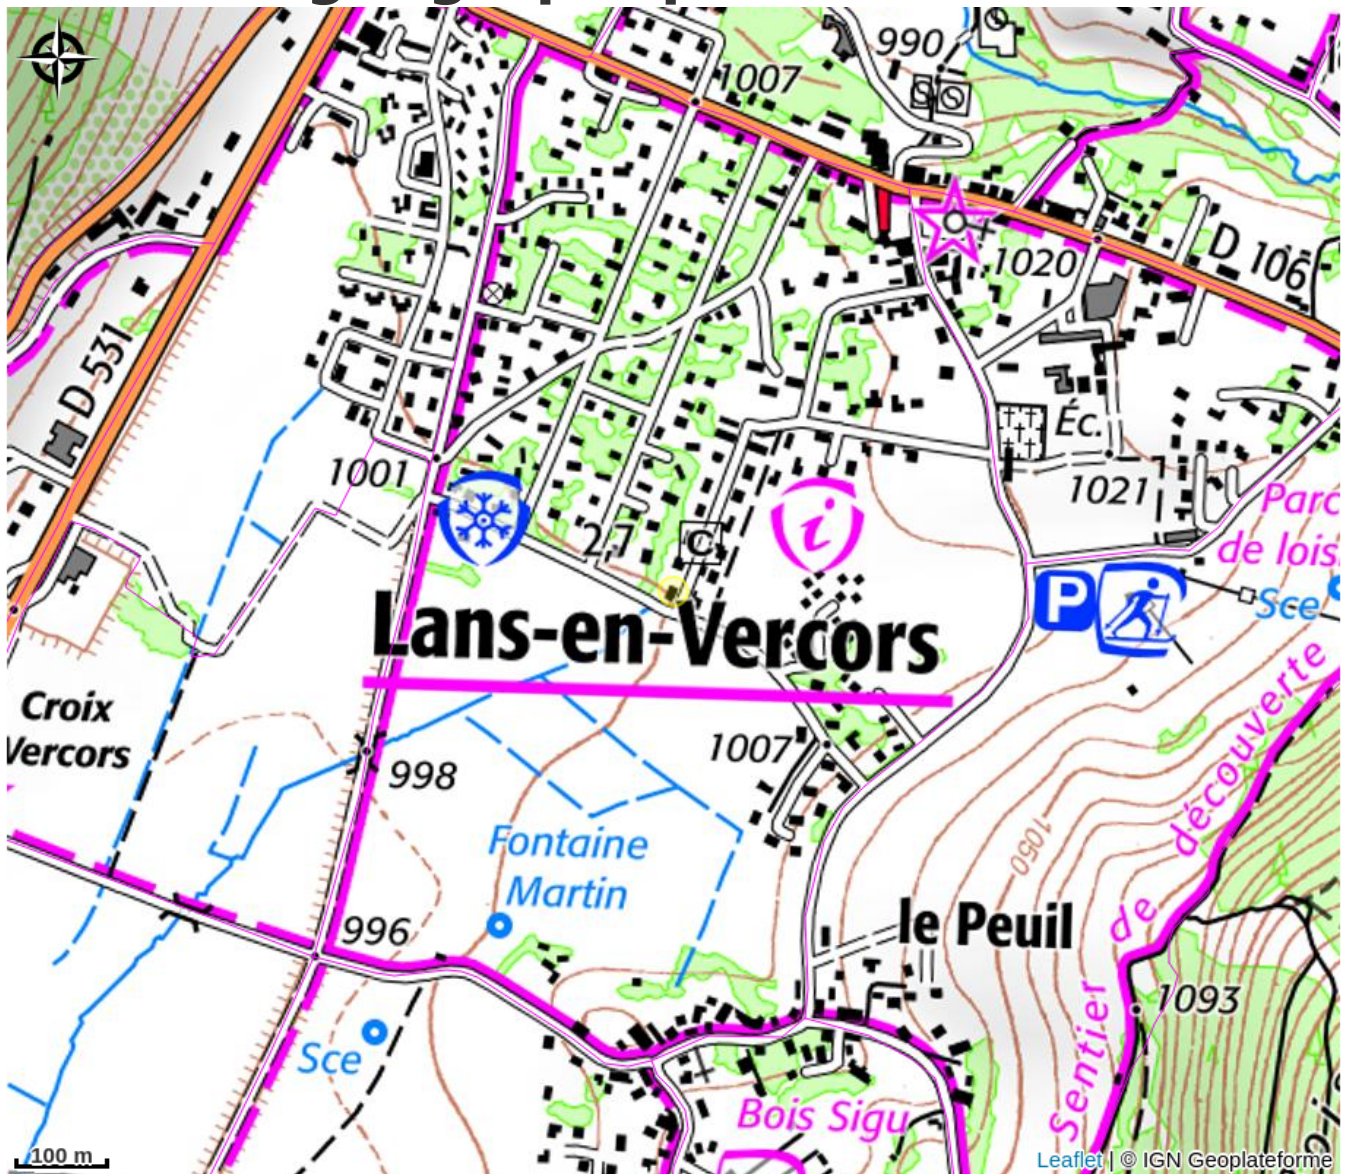 990
1007
1020
D 106
D 531
Éc.
1001
1021
Parc
de lois
2,7
C
i
P
Sce
Lans-en-Vercors
découverte
Croix
Vercors
1007
998
Fontaine
Martin
1050
le Peuil
de
996
1093
Sce
Sentier
Bois Sigu
100 m
Leaflet | © IGN Geoplateforme